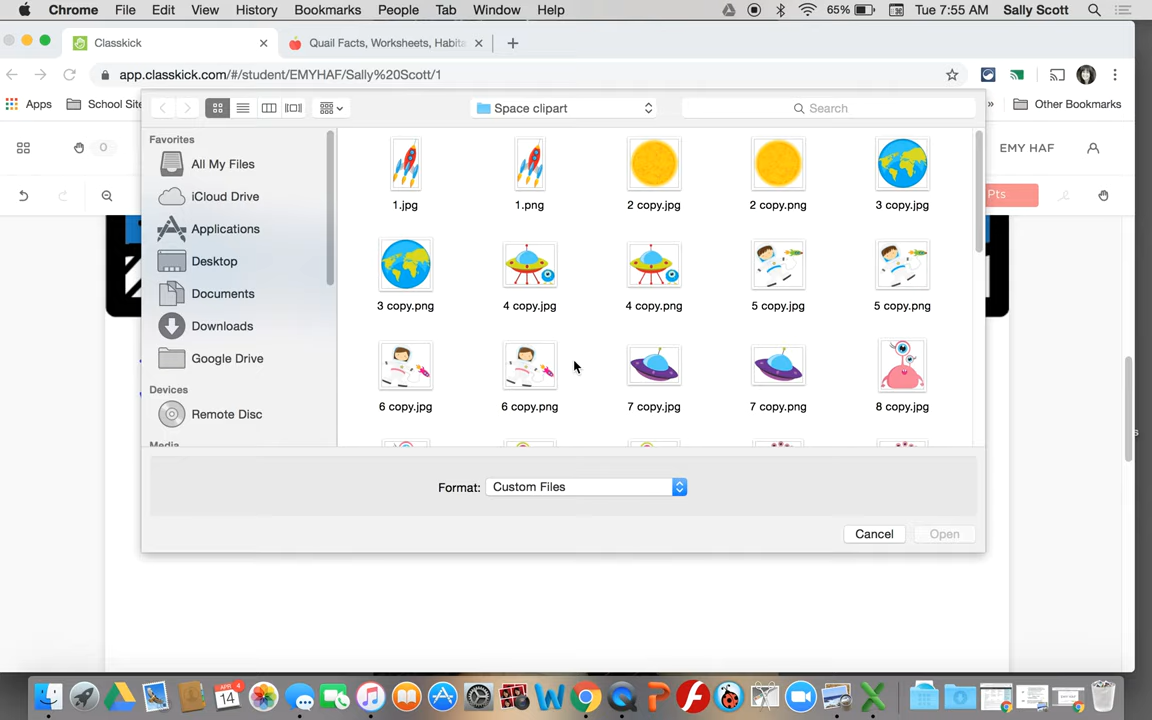 Chrome File Edit View History Bookmarks People Tab Window Help 65% Tue 7:55 AM Sally Scott
Classkick Quail Facts, Worksheets, Habita
app.classkick.com/#/student/EMYHAF/Sally%20Scott/1
Apps School Site » Other Bookmarks
Space clipart Search
0 EMY HAF
Pts
Favorites
All My Files
iCloud Drive
Applications
Desktop
Documents
Downloads
Google Drive
Devices
Remote Disc
Media
1.jpg 1.png 2 copy.jpg 2 copy.png 3 copy.jpg
3 copy.png 4 copy.jpg 4 copy.png 5 copy.jpg 5 copy.png
6 copy.jpg 6 copy.png 7 copy.jpg 7 copy.png 8 copy.jpg
Format: Custom Files
Cancel Open
APR 4
14